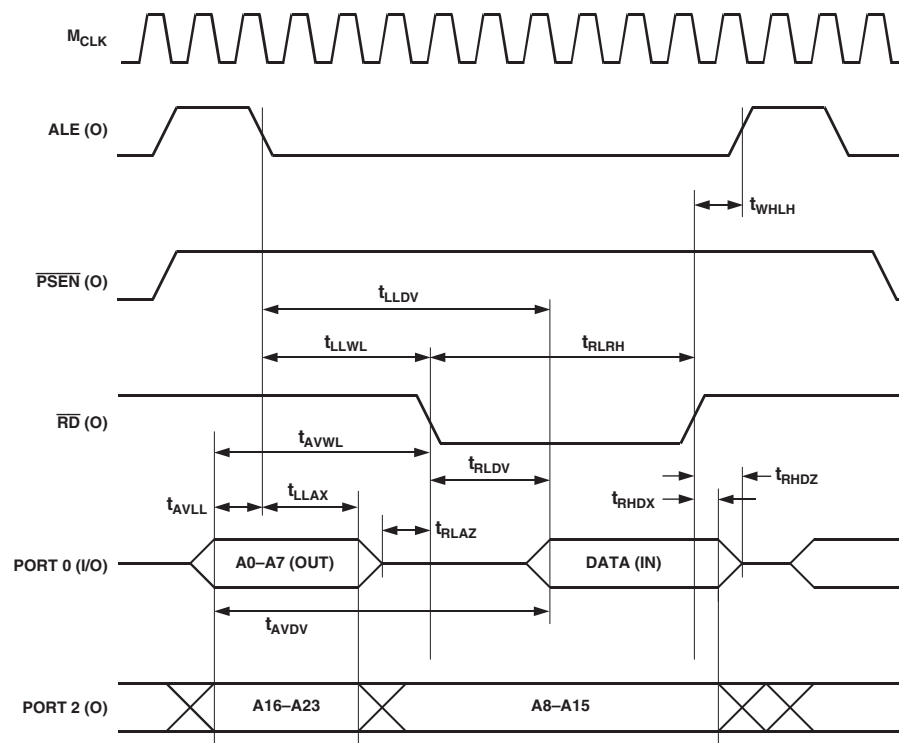 MCLK
ALE (O)
tWHLH
PSEN (O)
tLLDV
tLLWL
tRLRH
RD (O)
tAVWL
tRLDV
tRHDZ
tAVLL
tLLAX
tRHDX
tRLAZ
PORT 0 (I/O)
A0–A7 (OUT)
DATA (IN)
tAVDV
PORT 2 (O)
A16–A23
A8–A15